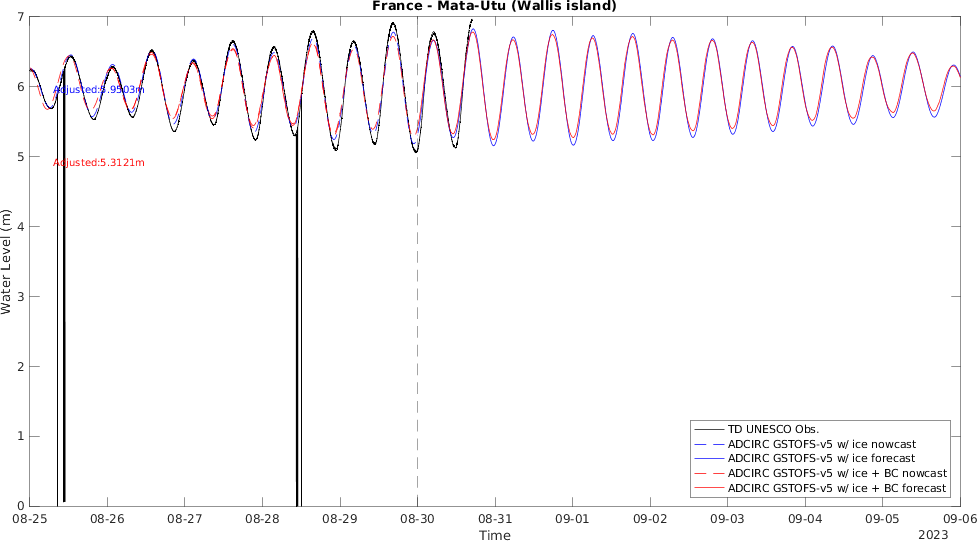 France - Mata-Utu (Wallis island)
7
6
5
4
3
2
1
0
Water Level (m)
Adjusted:5.9503m
Adjusted:5.3121m
TD UNESCO Obs.
ADCIRC GSTOFS-v5 w/ ice nowcast
ADCIRC GSTOFS-v5 w/ ice forecast
ADCIRC GSTOFS-v5 w/ ice + BC nowcast
ADCIRC GSTOFS-v5 w/ ice + BC forecast
08-25 08-26 08-27 08-28 08-29 08-30 08-31 09-01 09-02 09-03 09-04 09-05 09-06
Time
2023